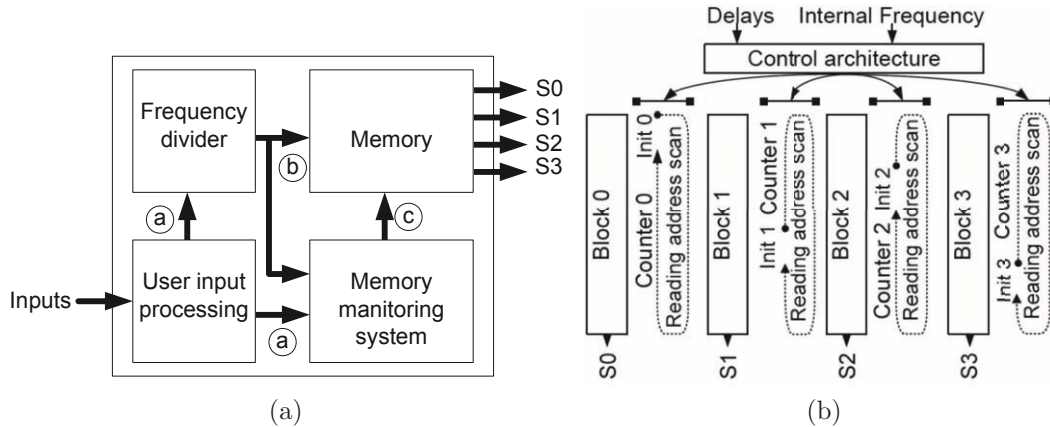 Frequency
divider
Memory
S0
S1
S2
S3
a
b
c
Inputs
User input
processing
a
Memory
manitoring
system
(a)
Delays
Internal Frequency
Control architecture
Block 0
Counter 0
Init 0
Reading address scan
S0
Block 1
Init 1
Counter 1
Reading address scan
S1
Block 2
Counter 2
Init 2
Reading address scan
S2
Block 3
Init 3
Counter 3
Reading address scan
S3
(b)